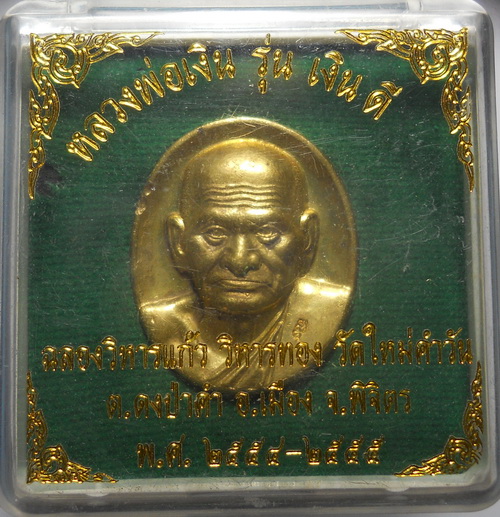 หลวงพ่อเงิน รุ่น เงินดี
ฉลองวิหารแก้ว วิหารทอง วัดใหม่คำวัน
ต.ดงป่าคำ อ.เมือง จ.พิจิตร
พ.ศ. ๒๕๕๔-๒๕๕๕